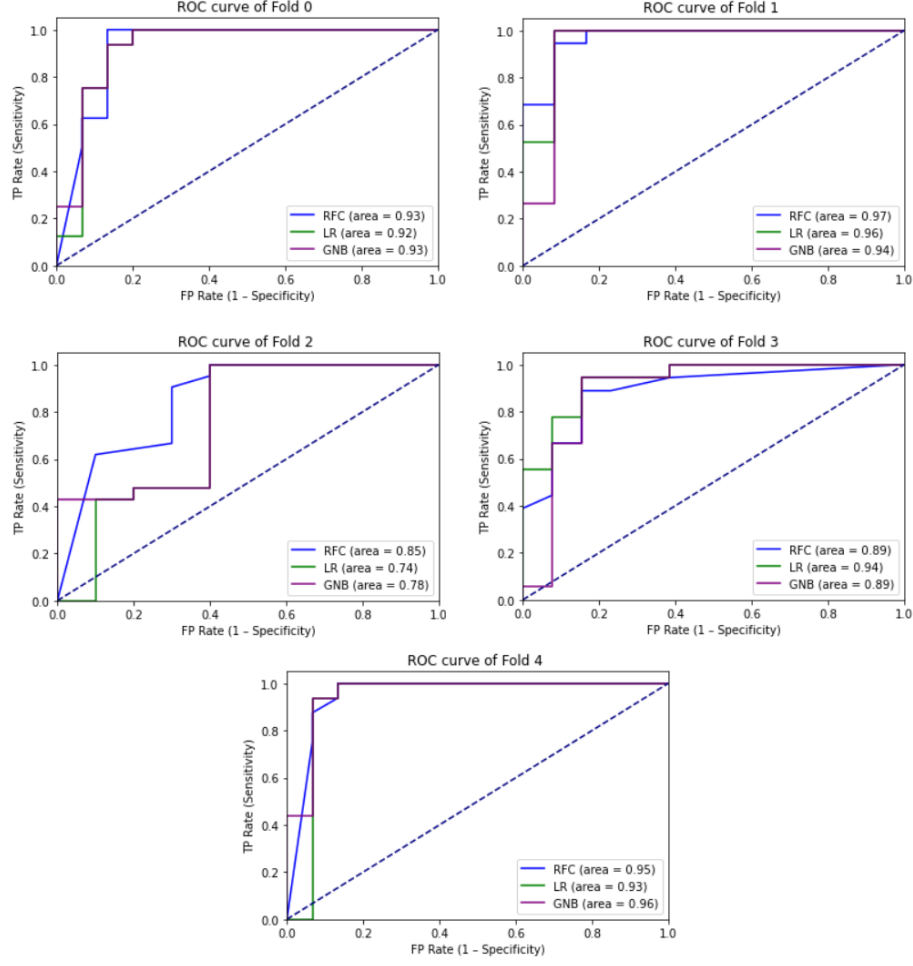 ROC curve of Fold 0
1.0
0.8
0.6
0.4
0.2
0.0
TP Rate (Sensitivity)
RFC (area = 0.93)
LR (area = 0.92)
GNB (area = 0.93)
0.0 0.2 0.4 0.6 0.8 1.0
FP Rate (1 – Specificity)
ROC curve of Fold 1
1.0
0.8
0.6
0.4
0.2
0.0
TP Rate (Sensitivity)
RFC (area = 0.97)
LR (area = 0.96)
GNB (area = 0.94)
0.0 0.2 0.4 0.6 0.8 1.0
FP Rate (1 – Specificity)
ROC curve of Fold 2
1.0
0.8
0.6
0.4
0.2
0.0
TP Rate (Sensitivity)
RFC (area = 0.85)
LR (area = 0.74)
GNB (area = 0.78)
0.0 0.2 0.4 0.6 0.8 1.0
FP Rate (1 – Specificity)
ROC curve of Fold 3
1.0
0.8
0.6
0.4
0.2
0.0
TP Rate (Sensitivity)
RFC (area = 0.89)
LR (area = 0.94)
GNB (area = 0.89)
0.0 0.2 0.4 0.6 0.8 1.0
FP Rate (1 – Specificity)
ROC curve of Fold 4
1.0
0.8
0.6
0.4
0.2
0.0
TP Rate (Sensitivity)
RFC (area = 0.95)
LR (area = 0.93)
GNB (area = 0.96)
0.0 0.2 0.4 0.6 0.8 1.0
FP Rate (1 – Specificity)